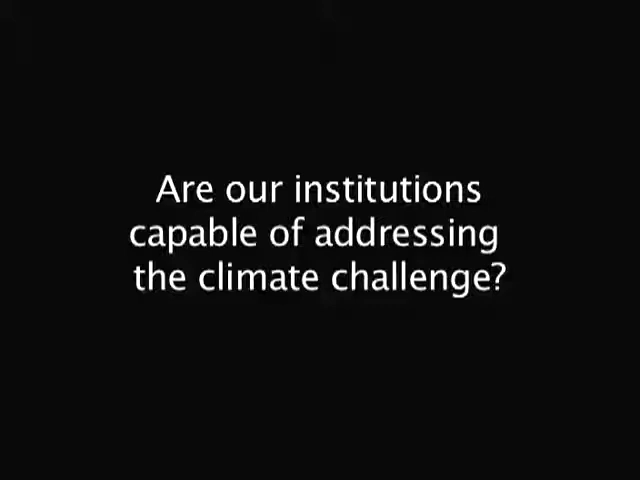 Are our institutions
capable of addressing
the climate challenge?